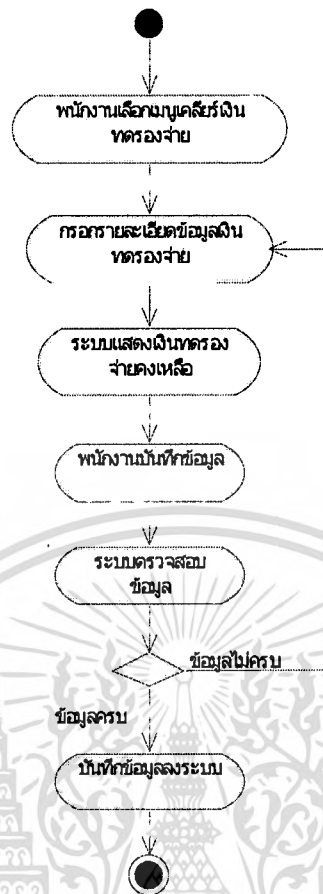 พนักงานเลือกเมนูเคลียร์เงิน
ทดรองจ่าย
กรอกรายละเอียดข้อมูลเงิน
ทดรองจ่าย
ระบบแสดงเงินทดรอง
จ่ายคงเหลือ
พนักงานบันทึกข้อมูล
ระบบตรวจสอบ
ข้อมูล
ข้อมูลไม่ครบ
ข้อมูลครบ
บันทึกข้อมูลลงระบบ